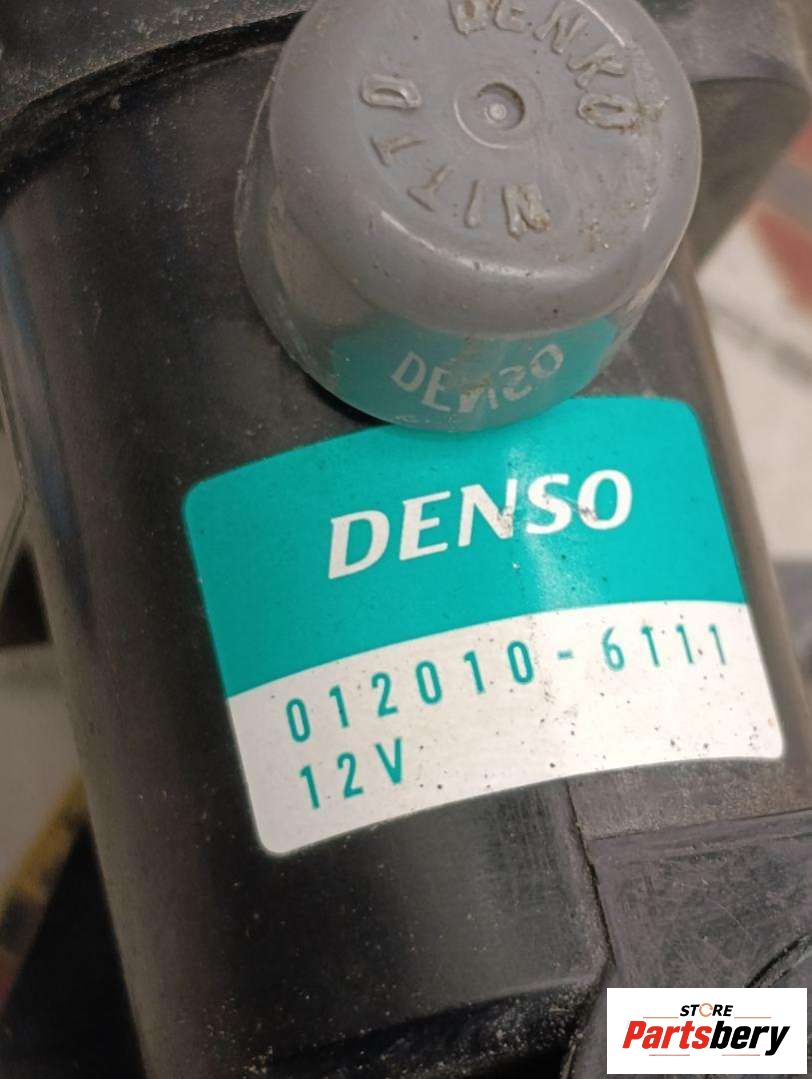 NITTO DENKO
DENSO
DENSO
012010-6111
12V
STORE
Partsbery